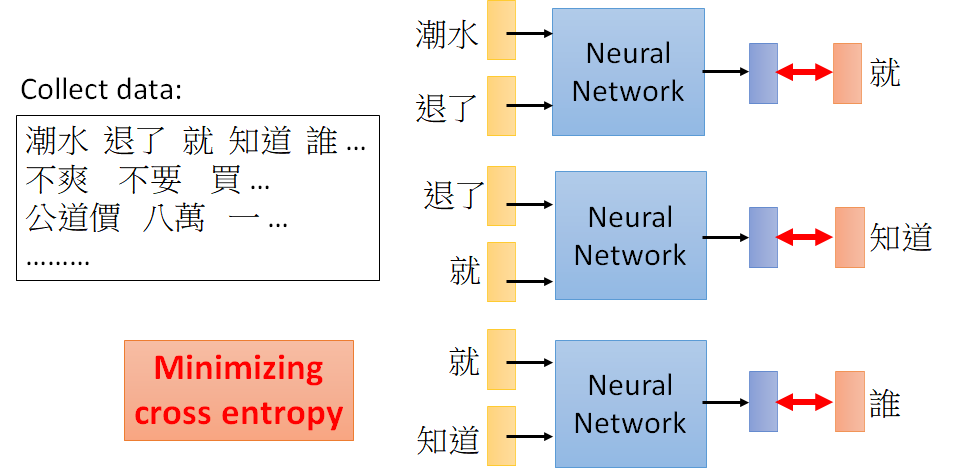 Collect data:
潮水 退了 就 知道 誰 ...
不爽 不要 買 ...
公道價 八萬 一 ...
………
Minimizing
cross entropy
潮水
退了
Neural
Network
就
退了
就
Neural
Network
知道
就
知道
Neural
Network
誰